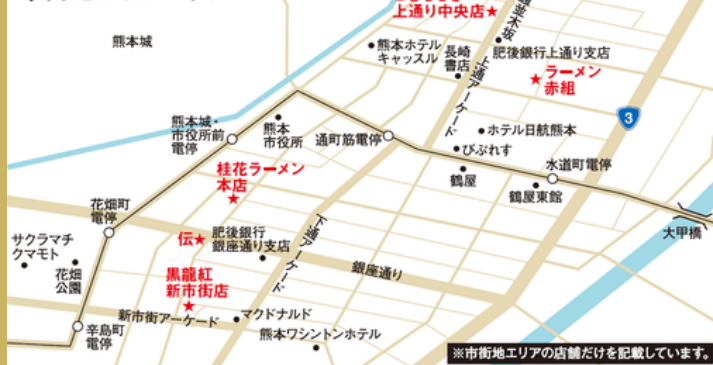 上通り中央店★
並木坂
熊本城
熊本ホテル
キャッスル
長崎
書店
肥後銀行上通り支店
★ラーメン
赤組
上通アーケード
3
熊本城・
市役所前
電停
熊本
市役所
通町筋電停
ホテル日航熊本
びぷれす
水道町電停
桂花ラーメン
本店
★
鶴屋
鶴屋東館
花畑町
電停
大甲橋
サクラマチ
クマモト
花畑
公園
伝★
肥後銀行
銀座通り支店
下通アーケード
銀座通り
黒龍紅
新市街店
★
新市街アーケード
マクドナルド
辛島町
電停
熊本ワシントンホテル
※市街地エリアの店舗だけを記載しています。